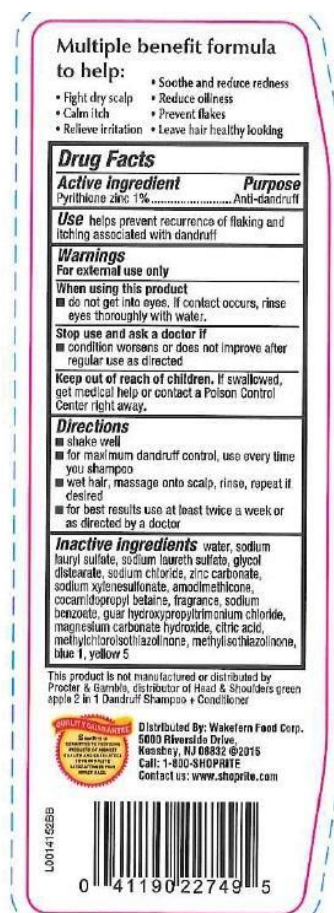 Multiple benefit formula
to help:
• Soothe and reduce redness
• Fight dry scalp • Reduce oiliness
• Calm itch • Prevent flakes
• Relieve irritation • Leave hair healthy looking
Drug Facts
Active ingredient Purpose
Pyrithione zinc 1%..............................Anti-dandruff
Use helps prevent recurrence of flaking and
itching associated with dandruff
Warnings
For external use only
When using this product
■ do not get into eyes. If contact occurs, rinse
eyes thoroughly with water.
Stop use and ask a doctor if
■ condition worsens or does not improve after
regular use as directed
Keep out of reach of children. If swallowed,
get medical help or contact a Poison Control
Center right away.
Directions
■ shake well
■ for maximum dandruff control, use every time
you shampoo
■ wet hair, massage onto scalp, rinse, repeat if
desired
■ for best results use at least twice a week or
as directed by a doctor
Inactive ingredients water, sodium
lauryl sulfate, sodium laureth sulfate, glycol
distearate, sodium chloride, zinc carbonate,
sodium xylenesulfonate, amodimethicone,
cocamidopropyl betaine, fragrance, sodium
benzoate, guar hydroxypropyltrimonium chloride,
magnesium carbonate hydroxide, citric acid,
methylchloroisothiazolinone, methylisothiazolinone,
blue 1, yellow 5
This product is not manufactured or distributed by
Procter & Gamble, distributor of Head & Shoulders green
apple 2 in 1 Dandruff Shampoo + Conditioner
QUALITY GUARANTEE
Distributed By: Wakefern Food Corp.
5000 Riverside Drive,
Keasbey, NJ 08832 ©2015
Call: 1-800-SHOPRITE
Contact us: www.shoprite.com
L0014152BB
0 41190 22749 5